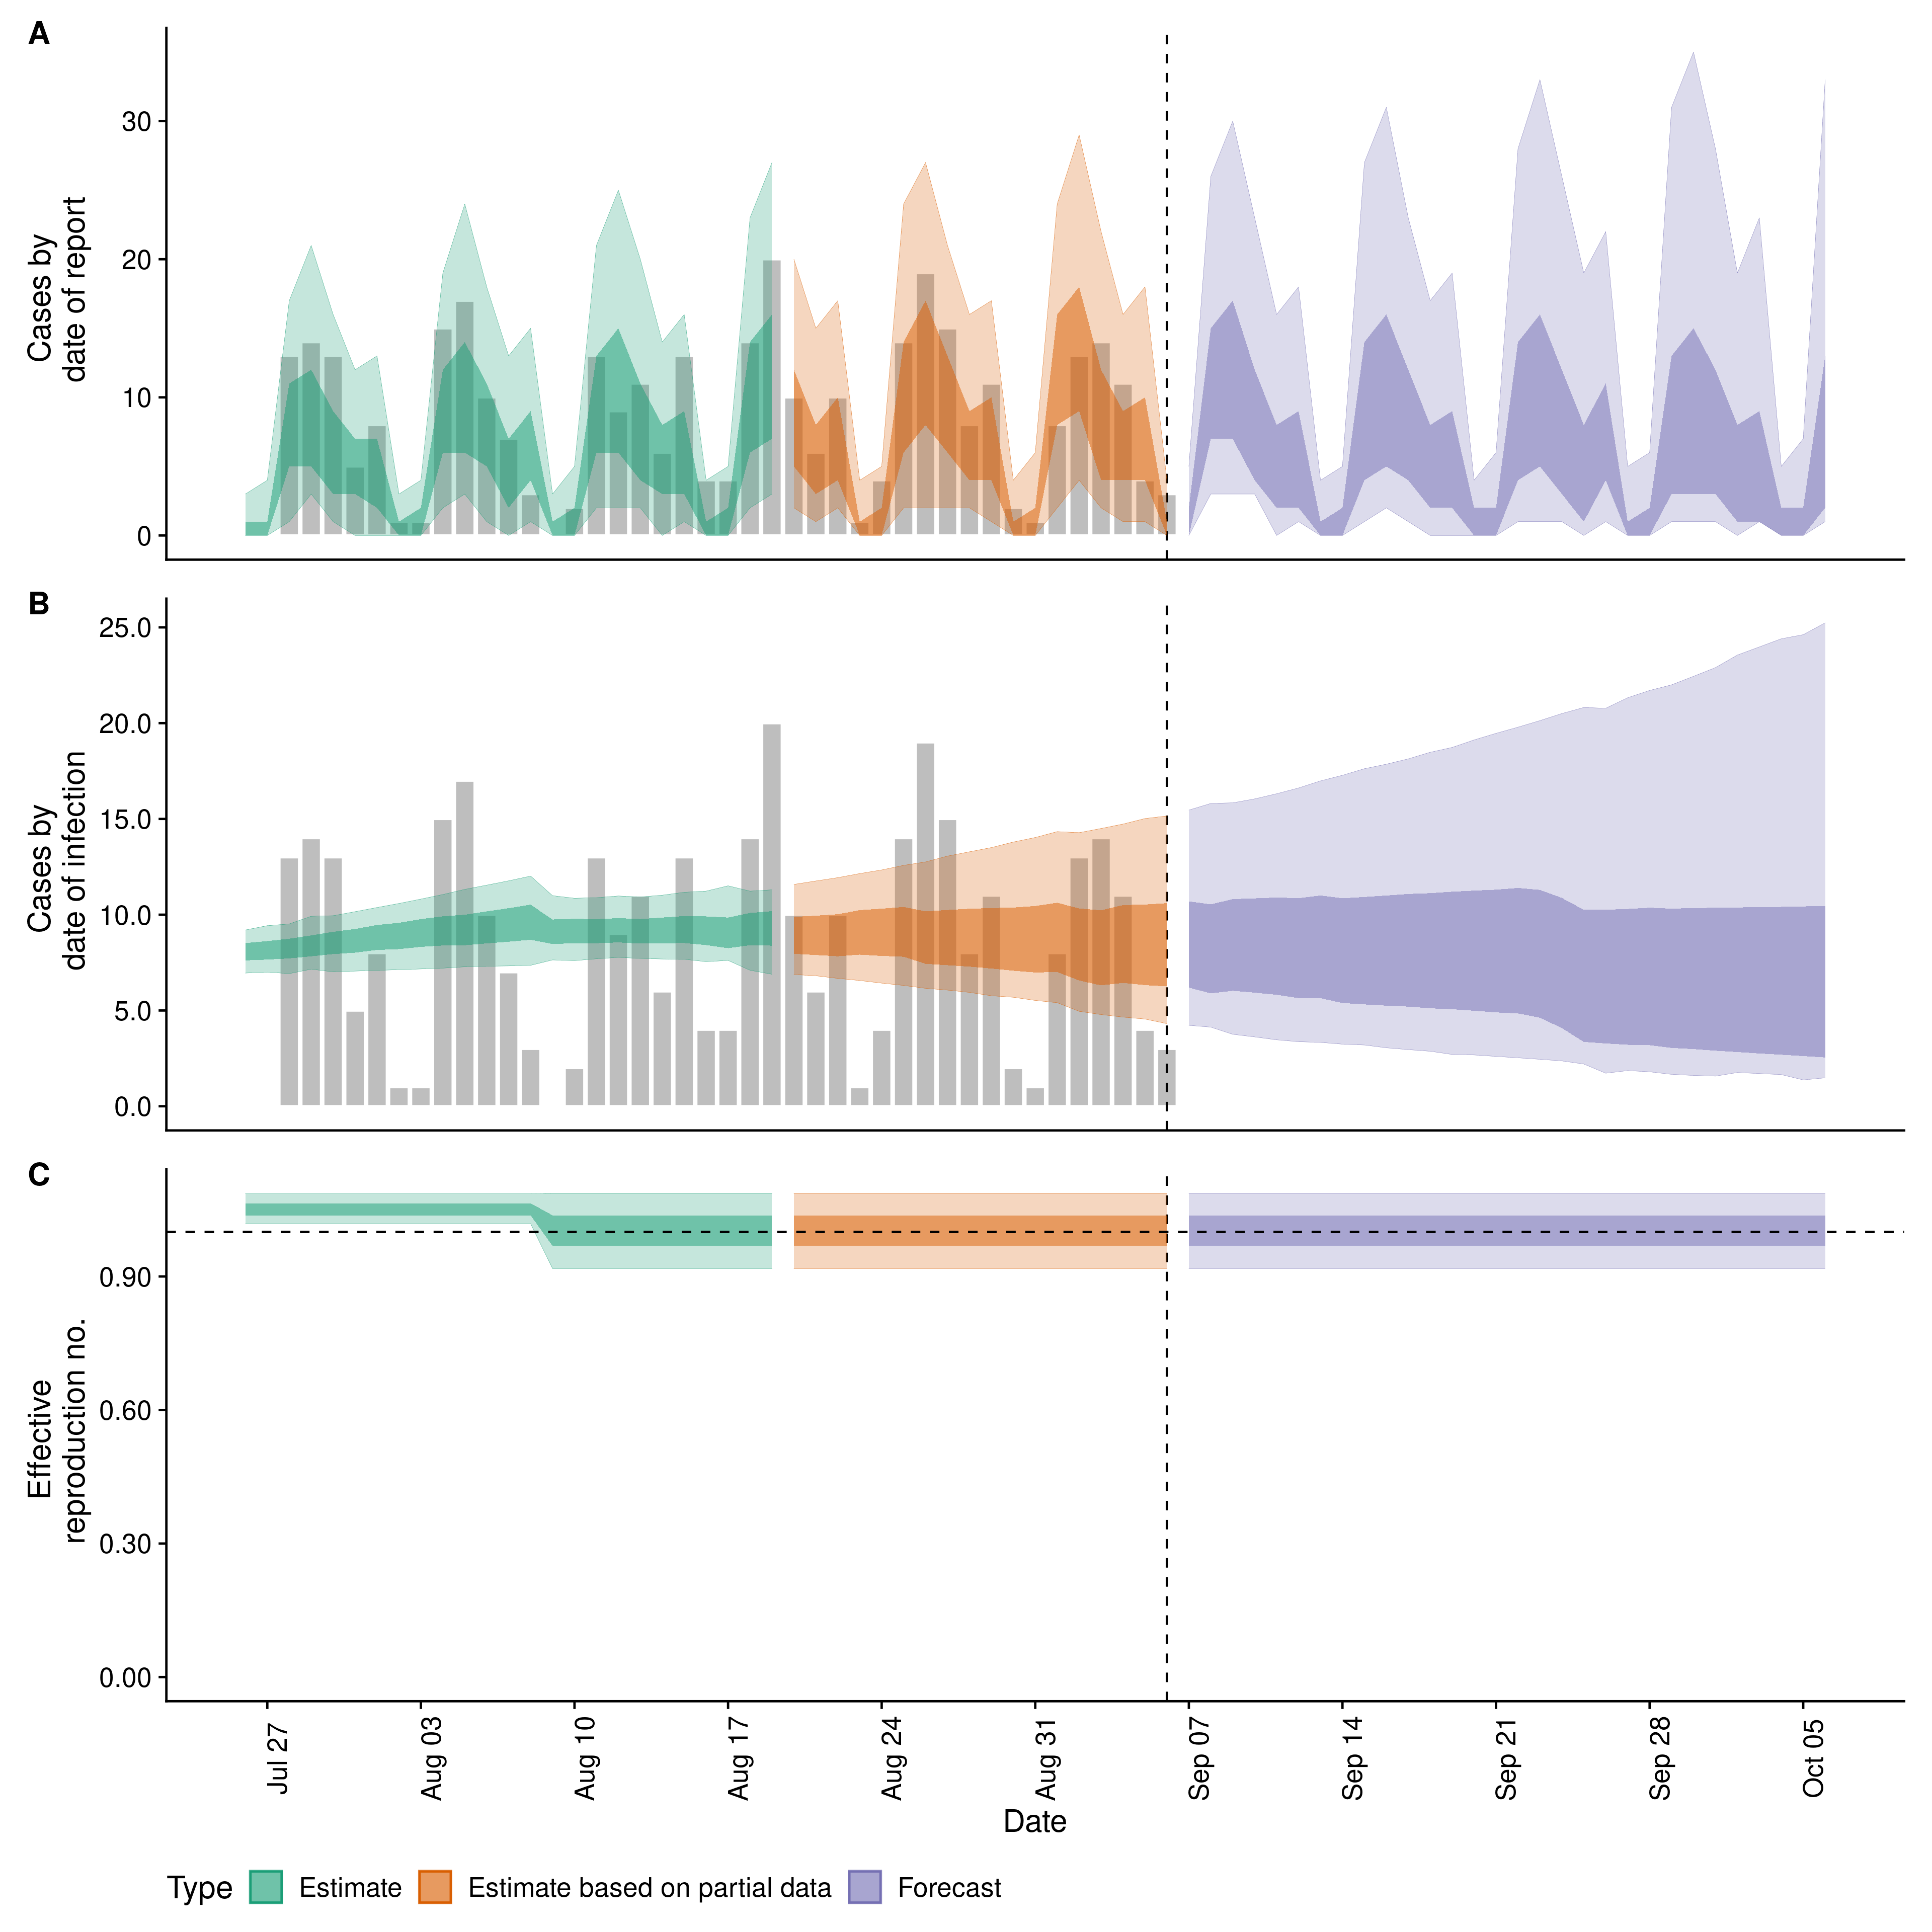 A
Cases by
date of report
30
20
10
0
B
Cases by
date of infection
25.0
20.0
15.0
10.0
5.0
0.0
C
Effective
reproduction no.
0.90
0.60
0.30
0.00
Jul 27
Aug 03
Aug 10
Aug 17
Aug 24
Aug 31
Sep 07
Sep 14
Sep 21
Sep 28
Oct 05
Date
Type
Estimate
Estimate based on partial data
Forecast